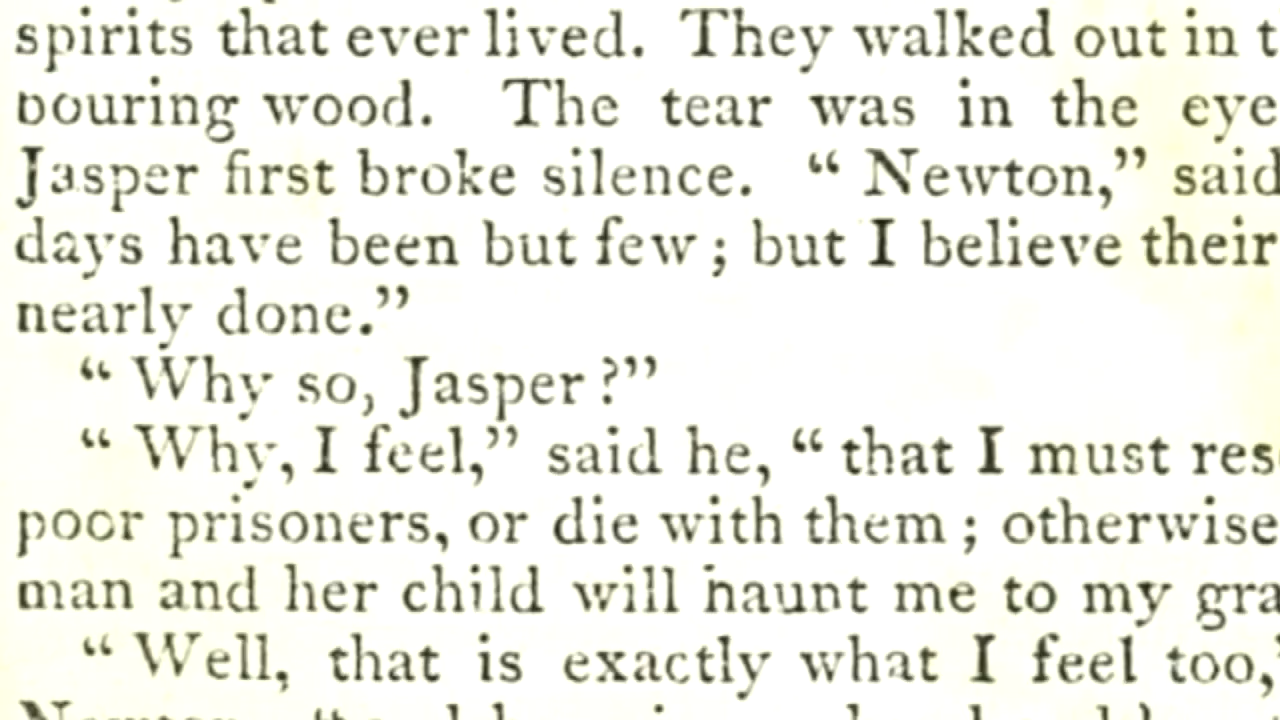 spirits that ever lived. They walked out in t
bouring wood. The tear was in the eye
Jasper first broke silence. “ Newton,” said
days have been but few ; but I believe their
nearly done.”
“ Why so, Jasper ?”
“ Why, I feel,” said he, “ that I must res
poor prisoners, or die with them ; otherwise
man and her child will haunt me to my gra
“ Well, that is exactly what I feel too,”